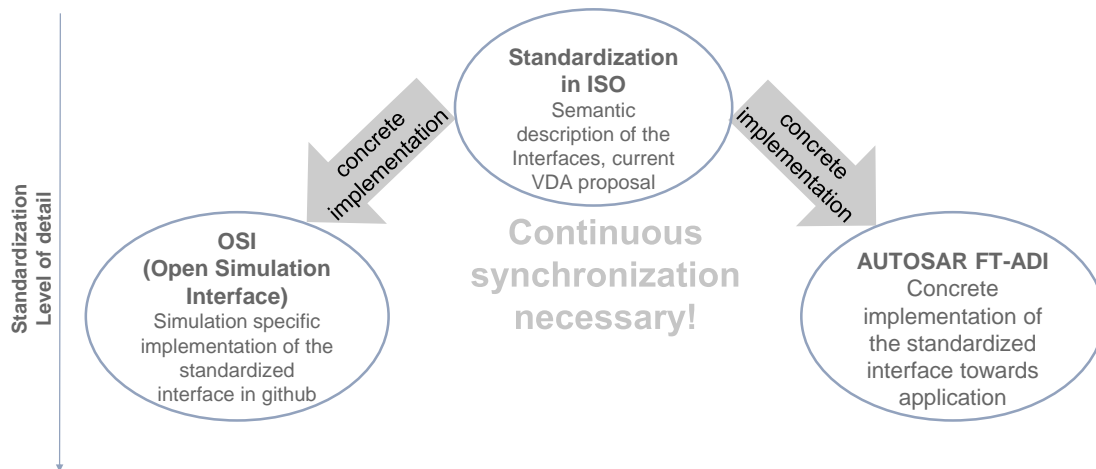 Standardization
in ISO
Semantic
description of the
Interfaces, current
VDA proposal
concrete
implementation
concrete
implementation
Standardization
Level of detail
OSI
(Open Simulation
Interface)
Simulation specific
implementation of the
standardized
interface in github
Continuous
synchronization
necessary!
AUTOSAR FT-ADI
Concrete
implementation of
the standardized
interface towards
application